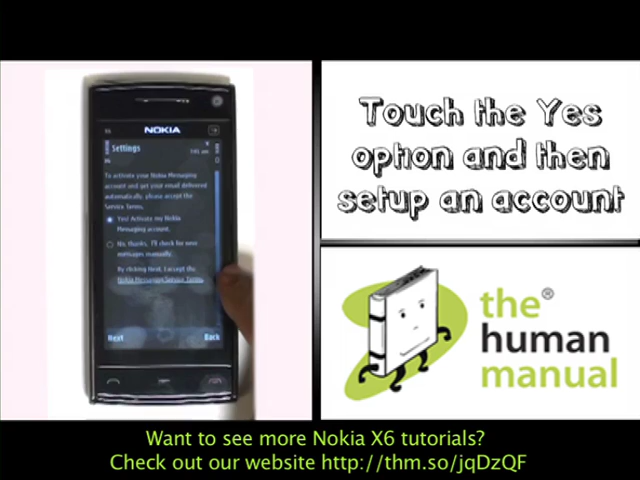 NOKIA
Settings
To activate your Nokia Messaging
account and get your email delivered
automatically, please accept the
Service Terms.
Yes! Activate my Nokia
Messaging account.
No, thanks, I'll check for new
messages manually.
By clicking Next, I accept the
Nokia Messaging Service Terms.
Next Back
Touch the Yes
option and then
setup an account
the®
human
manual
Want to see more Nokia X6 tutorials?
Check out our website http://thm.so/jqDzQF